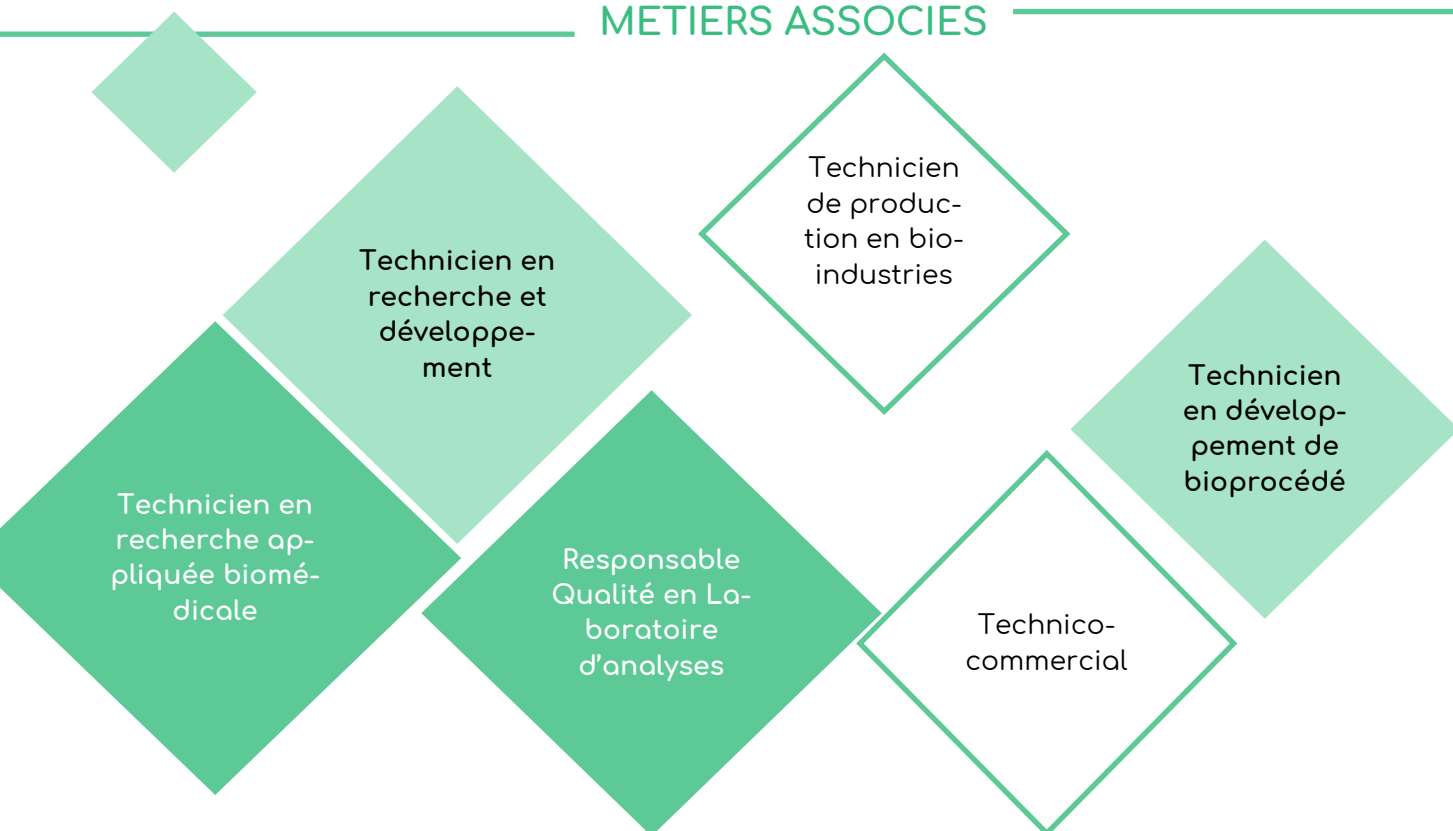 METIERS ASSOCIES
Technicien
de produc-
tion en bio-
industries
Technicien en
recherche et
développe-
ment
Technicien
en dévelop-
pement de
bioprocédé
Technicien en
recherche ap-
pliquée biomé-
dicale
Responsable
Qualité en La-
boratoire
d’analyses
Technico-
commercial